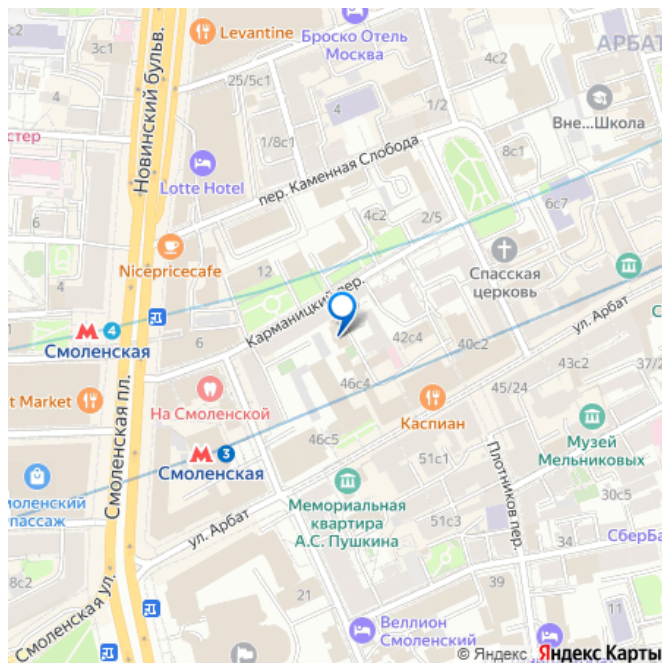 Levantine
Броско Отель
Москва
АРБАТ
3с1
25/5с1
4с2
4
1/2
Вне...Школа
стер
1/8с1
8с1
Новинский бульв.
Lotte Hotel
пер. Каменная Слобода
6
4с2
2/5
6с7
Nicepricecafe
12
Спасская
церковь
Карманицкий пер.
ул. Арбат
С
4
Смоленская
6
42с4
40с2
43с2
37/2
t Market
На Смоленской
46с4
45/24
Каспиан
3
Смоленская
46с5
51с1
Музей
Мельниковых
Смоленская пл.
моленский
пассаж
Мемориальная
квартира
А.С. Пушкина
Плотников пер.
30с5
51с3
ул. Арбат
34
СберБа
8с2
21
39
11
Смоленская ул.
Веллион
Смоленский
© Яндекс Яндекс Карты